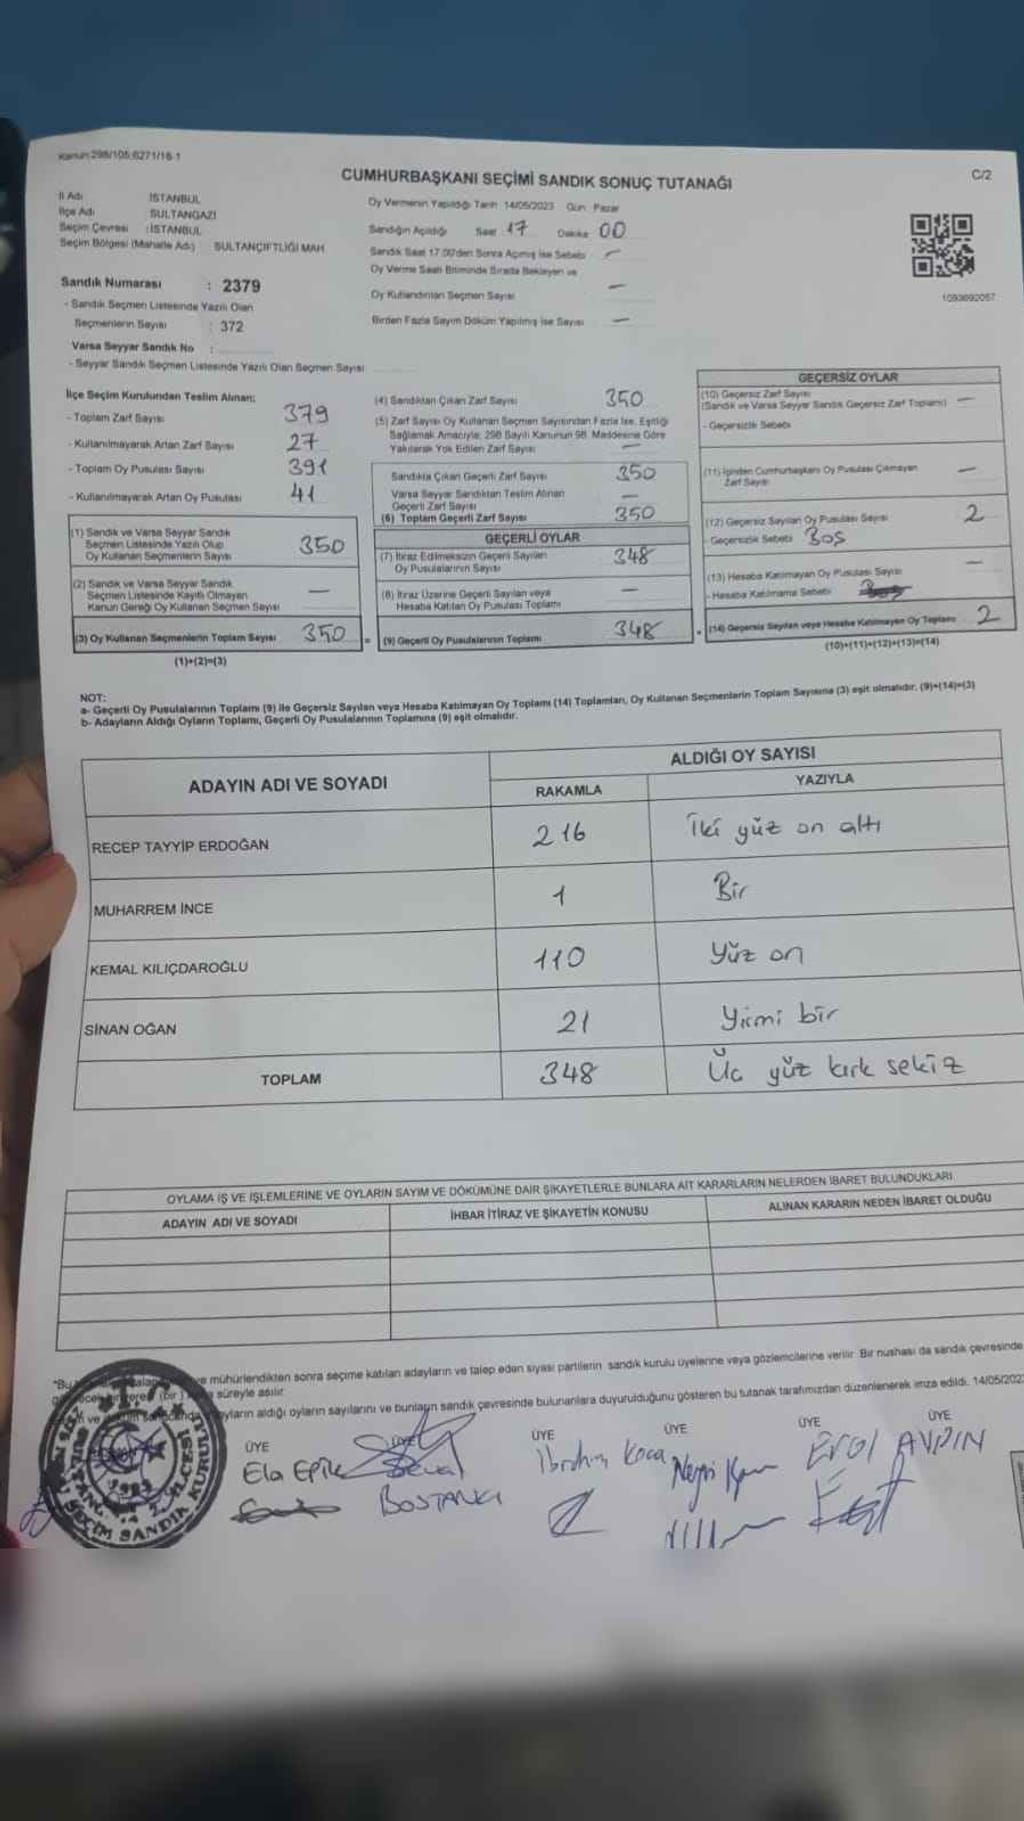 Kanun:298/105;6271/16-1
CUMHURBAŞKANI SEÇİMİ SANDIK SONUÇ TUTANAĞI
C/2
İl Adı İSTANBUL
İlçe Adı SULTANGAZİ
Seçim Çevresi :İSTANBUL
Seçim Bölgesi (Mahalle Adı) SULTANÇİFTLİĞİ MAH
Sandık Numarası : 2379
- Sandık Seçmen Listesinde Yazılı Olan
Seçmenlerin Sayısı : 372
Varsa Seyyar Sandık No :
- Seyyar Sandık Seçmen Listesinde Yazılı Olan Seçmen Sayısı
Oy Vermenin Yapıldığı Tarih 14/05/2023 Gün: Pazar
Sandığın Açıldığı Saat 17 Dakika 00
Sandık Saat 17.00'den Sonra Açılmış İse Sebebi –
Oy Verme Saati Bitiminde Sırada Bekleyen ve
Oy Kullandırılan Seçmen Sayısı –
Birden Fazla Sayım Döküm Yapılmış İse Sayısı –
1093692057
İlçe Seçim Kurulundan Teslim Alınan;
- Toplam Zarf Sayısı 379
- Kullanılmayarak Artan Zarf Sayısı 27
- Toplam Oy Pusulası Sayısı 391
- Kullanılmayarak Artan Oy Pusulası 41
(1) Sandık ve Varsa Seyyar Sandık
Seçmen Listesinde Yazılı Olup
Oy Kullanan Seçmenlerin Sayısı 350
(2) Sandık ve Varsa Seyyar Sandık
Seçmen Listesinde Kayıtlı Olmayan
Kanun Gereği Oy Kullanan Seçmen Sayısı –
(3) Oy Kullanan Seçmenlerin Toplam Sayısı 350 =
(1)+(2)=(3)
(4) Sandıktan Çıkan Zarf Sayısı 350
(5) Zarf Sayısı Oy Kullanan Seçmen Sayısından Fazla İse, Eşitliği
Sağlamak Amacıyla; 298 Sayılı Kanunun 98. Maddesine Göre
Yakılarak Yok Edilen Zarf Sayısı –
Sandıkta Çıkan Geçerli Zarf Sayısı 350
Varsa Seyyar Sandıktan Teslim Alınan
Geçerli Zarf Sayısı –
(6) Toplam Geçerli Zarf Sayısı 350
GEÇERLİ OYLAR
(7) İtiraz Edilmeksizin Geçerli Sayılan
Oy Pusulalarının Sayısı 348
(8) İtiraz Üzerine Geçerli Sayılan veya
Hesaba Katılan Oy Pusulası Toplamı –
(9) Geçerli Oy Pusulalarının Toplamı 348 +
GEÇERSİZ OYLAR
(10) Geçersiz Zarf Sayısı
(Sandık ve Varsa Seyyar Sandık Geçersiz Zarf Toplamı) –
- Geçersizlik Sebebi
(11) İçinden Cumhurbaşkanı Oy Pusulası Çıkmayan
Zarf Sayısı –
(12) Geçersiz Sayılan Oy Pusulası Sayısı 2
- Geçersizlik Sebebi Boş
(13) Hesaba Katılmayan Oy Pusulası Sayısı –
- Hesaba Katılmama Sebebi
(14) Geçersiz Sayılan veya Hesaba Katılmayan Oy Toplamı 2
(10)+(11)+(12)+(13)=(14)
NOT:
a- Geçerli Oy Pusulalarının Toplamı (9) ile Geçersiz Sayılan veya Hesaba Katılmayan Oy Toplamı (14) Toplamları, Oy Kullanan Seçmenlerin Toplam Sayısına (3) eşit olmalıdır. (9)+(14)=(3)
b- Adayların Aldığı Oyların Toplamı, Geçerli Oy Pusulalarının Toplamına (9) eşit olmalıdır.
ADAYIN ADI VE SOYADI
ALDIĞI OY SAYISI
RAKAMLA YAZIYLA
RECEP TAYYİP ERDOĞAN 216 İki yüz on altı
MUHARREM İNCE 1 Bir
KEMAL KILIÇDAROĞLU 110 Yüz on
SİNAN OĞAN 21 Yirmi bir
TOPLAM 348 Üc yüz kırk sekiz
OYLAMA İŞ VE İŞLEMLERİNE VE OYLARIN SAYIM VE DÖKÜMÜNE DAİR ŞİKAYETLERLE BUNLARA AİT KARARLARIN NELERDEN İBARET BULUNDUKLARI
ADAYIN ADI VE SOYADI İHBAR İTİRAZ VE ŞİKAYETİN KONUSU ALINAN KARARIN NEDEN İBARET OLDUĞU
"Bu mühürlendikten sonra seçime katılan adayların ve talep eden siyasi partilerin sandık kurulu üyelerine veya gözlemcilerine verilir. Bir nushası da sandık çevresinde
(bir) süreyle asılır.
oyların aldığı oyların sayılarını ve bunların sandık çevresinde bulunanlara duyurulduğunu gösteren bu tutanak tarafımızdan düzenlenerek imza edildi. 14/05/202
ÜYE ÜYE ÜYE ÜYE ÜYE
Ela BOSTANCI İbrahim Koca Erol AYDIN
T.C. SEÇİM SANDIK KURULU